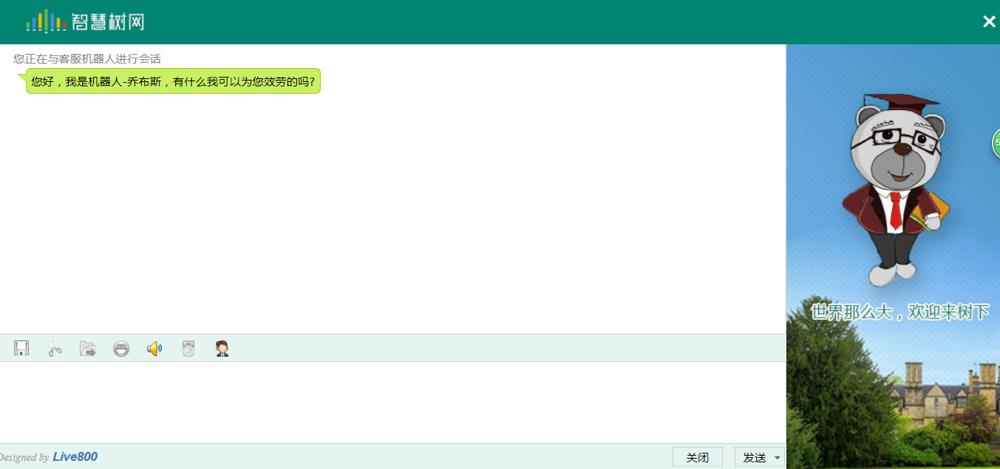 智慧树网
您正在与客服机器人进行会话
您好，我是机器人-乔布斯，有什么我可以为您效劳的吗?
世界那么大，欢迎来树下
Designed by Live800
关闭
发送